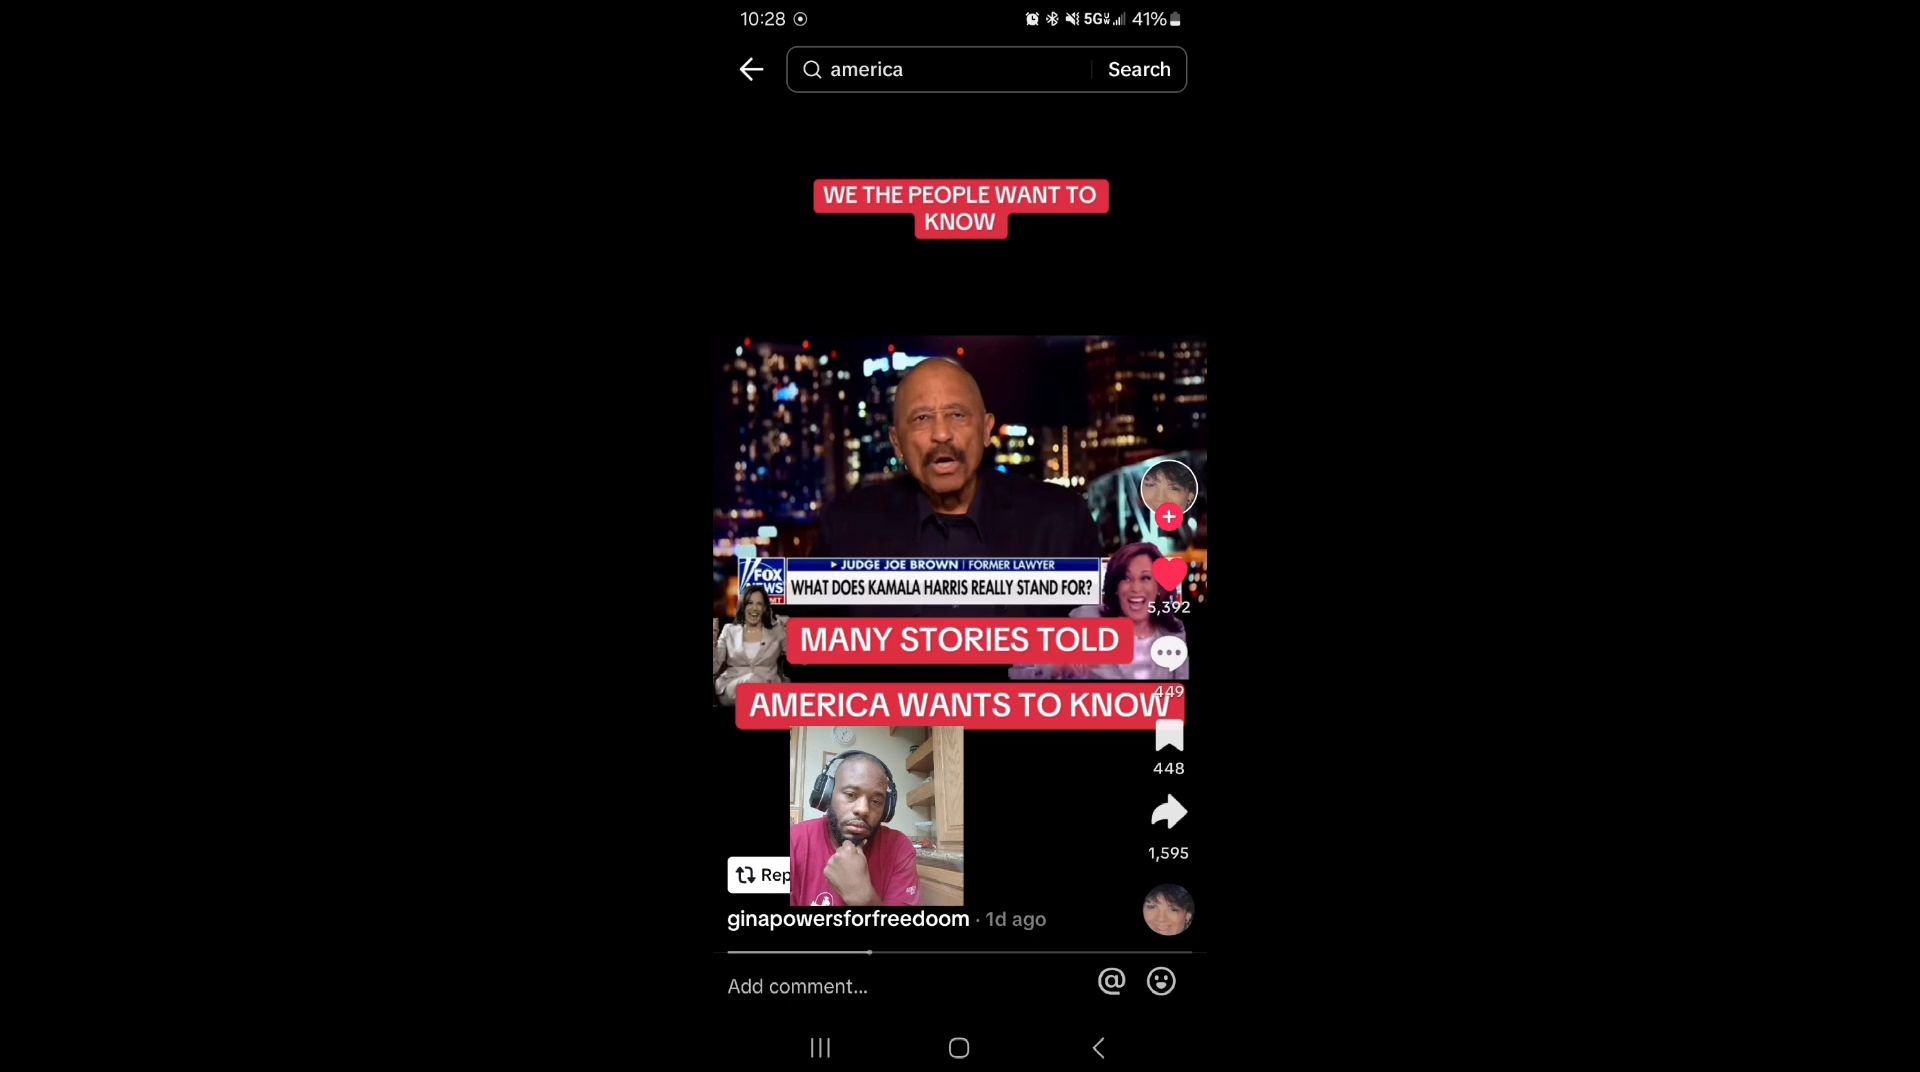 10:28
5G 41%
america
Search
WE THE PEOPLE WANT TO
KNOW
JUDGE JOE BROWN | FORMER LAWYER
FOX
NEWS
WHAT DOES KAMALA HARRIS REALLY STAND FOR?
5,392
MANY STORIES TOLD
AMERICA WANTS TO KNOW
449
448
1,595
Rep
ginapowersforfreedoom · 1d ago
Add comment...